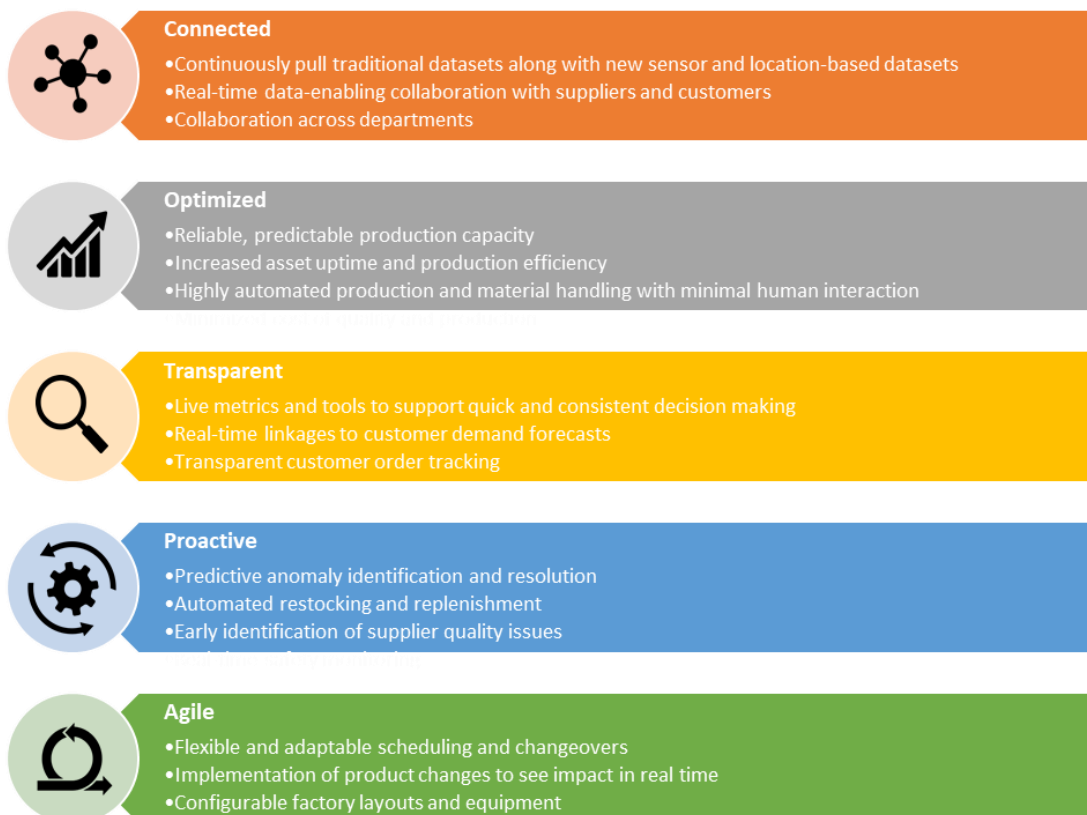 Connected
•Continuously pull traditional datasets along with new sensor and location-based datasets
•Real-time data-enabling collaboration with suppliers and customers
•Collaboration across departments
Optimized
•Reliable, predictable production capacity
•Increased asset uptime and production efficiency
•Highly automated production and material handling with minimal human interaction
Transparent
•Live metrics and tools to support quick and consistent decision making
•Real-time linkages to customer demand forecasts
•Transparent customer order tracking
Proactive
•Predictive anomaly identification and resolution
•Automated restocking and replenishment
•Early identification of supplier quality issues
Agile
•Flexible and adaptable scheduling and changeovers
•Implementation of product changes to see impact in real time
•Configurable factory layouts and equipment